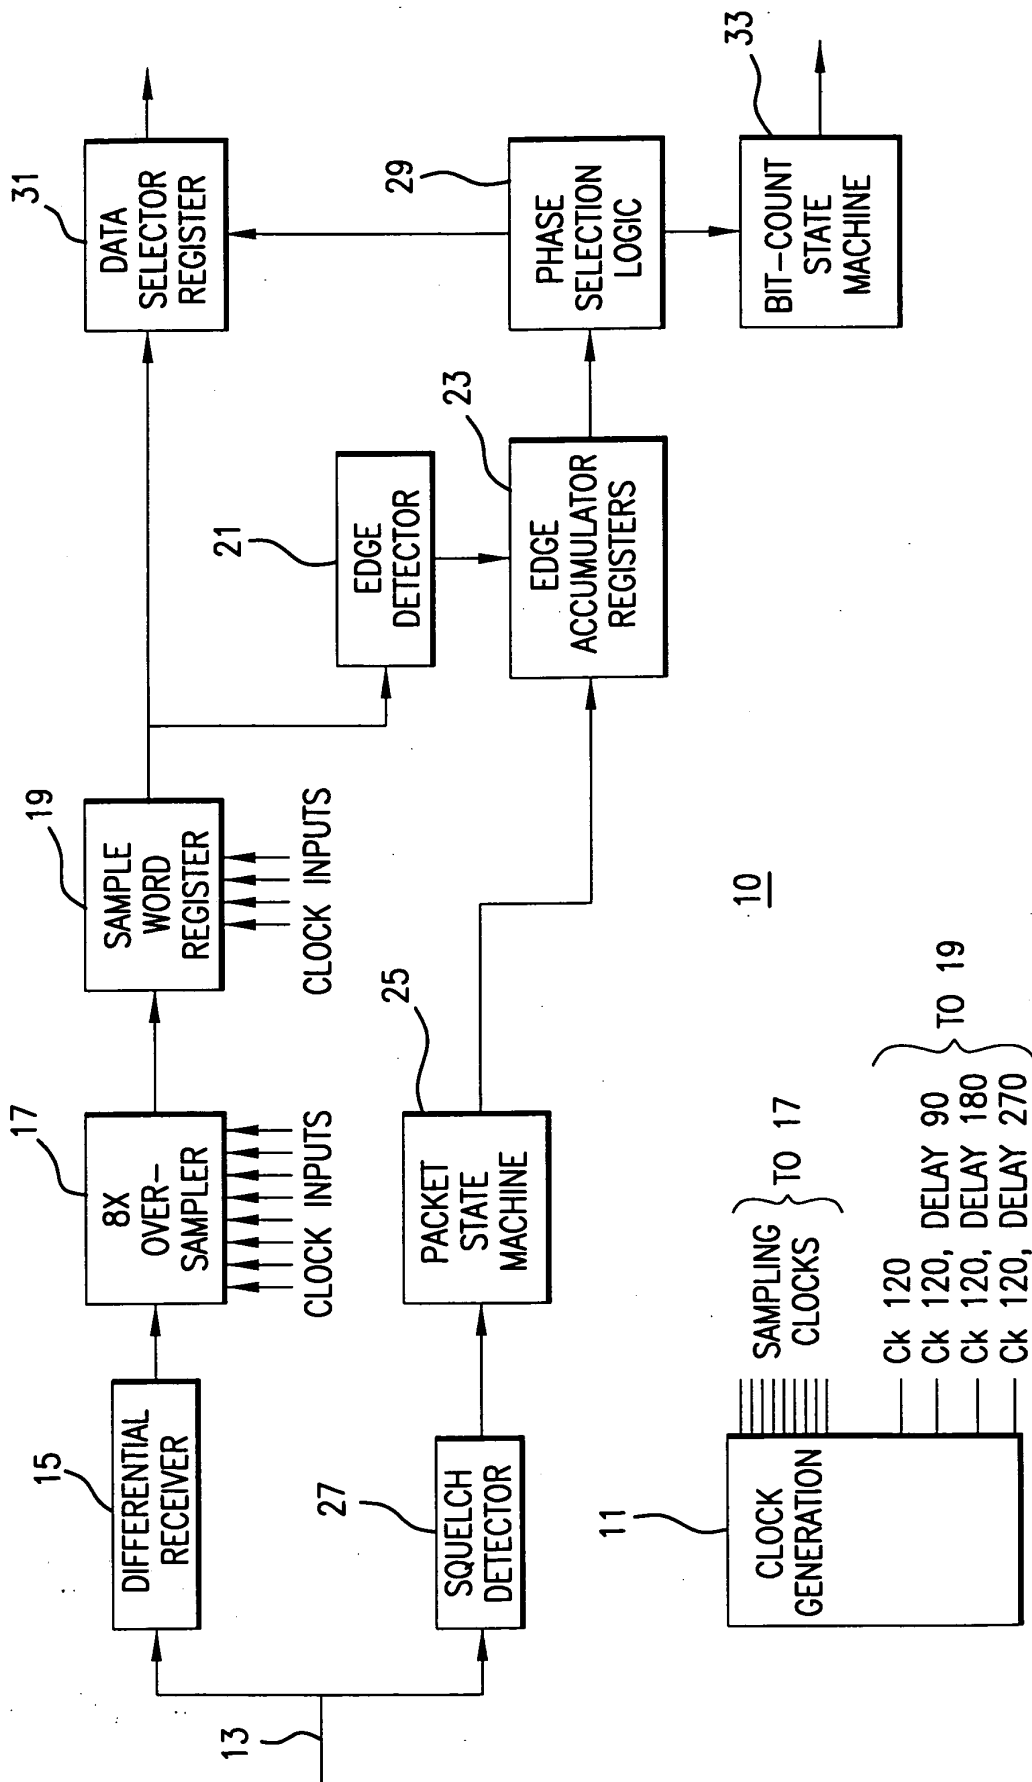 13
15
DIFFERENTIAL
RECEIVER
17
8X
OVER-
SAMPLER
CLOCK INPUTS
19
SAMPLE
WORD
REGISTER
CLOCK INPUTS
31
DATA
SELECTOR
REGISTER
21
EDGE
DETECTOR
27
SQUELCH
DETECTOR
25
PACKET
STATE
MACHINE
23
EDGE
ACCUMULATOR
REGISTERS
29
PHASE
SELECTION
LOGIC
33
BIT-COUNT
STATE
MACHINE
10
11
CLOCK
GENERATION
SAMPLING
CLOCKS
TO 17
Ck 120
Ck 120, DELAY 90
Ck 120, DELAY 180
Ck 120, DELAY 270
TO 19